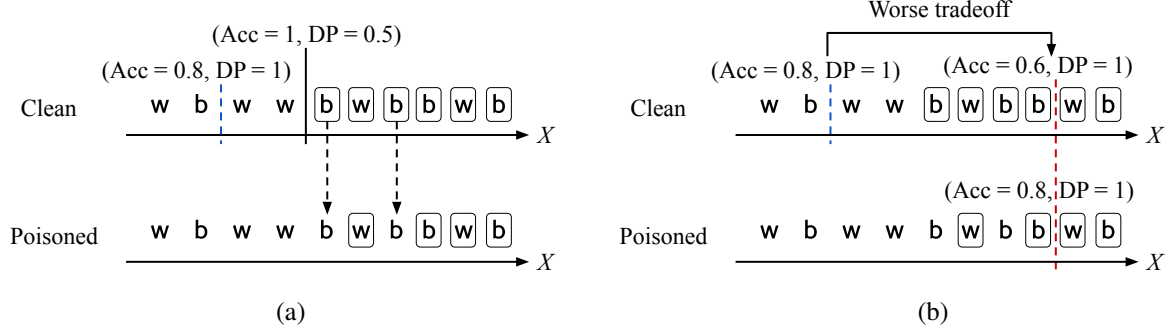 (Acc = 1, DP = 0.5)
(Acc = 0.8, DP = 1)
Clean w b w w b w b b w b X
Poisoned w b w w b w b b w b X
(a)
Worse tradeoff
(Acc = 0.8, DP = 1) (Acc = 0.6, DP = 1)
Clean w b w w b w b b w b X
(Acc = 0.8, DP = 1)
Poisoned w b w w b w b b w b X
(b)